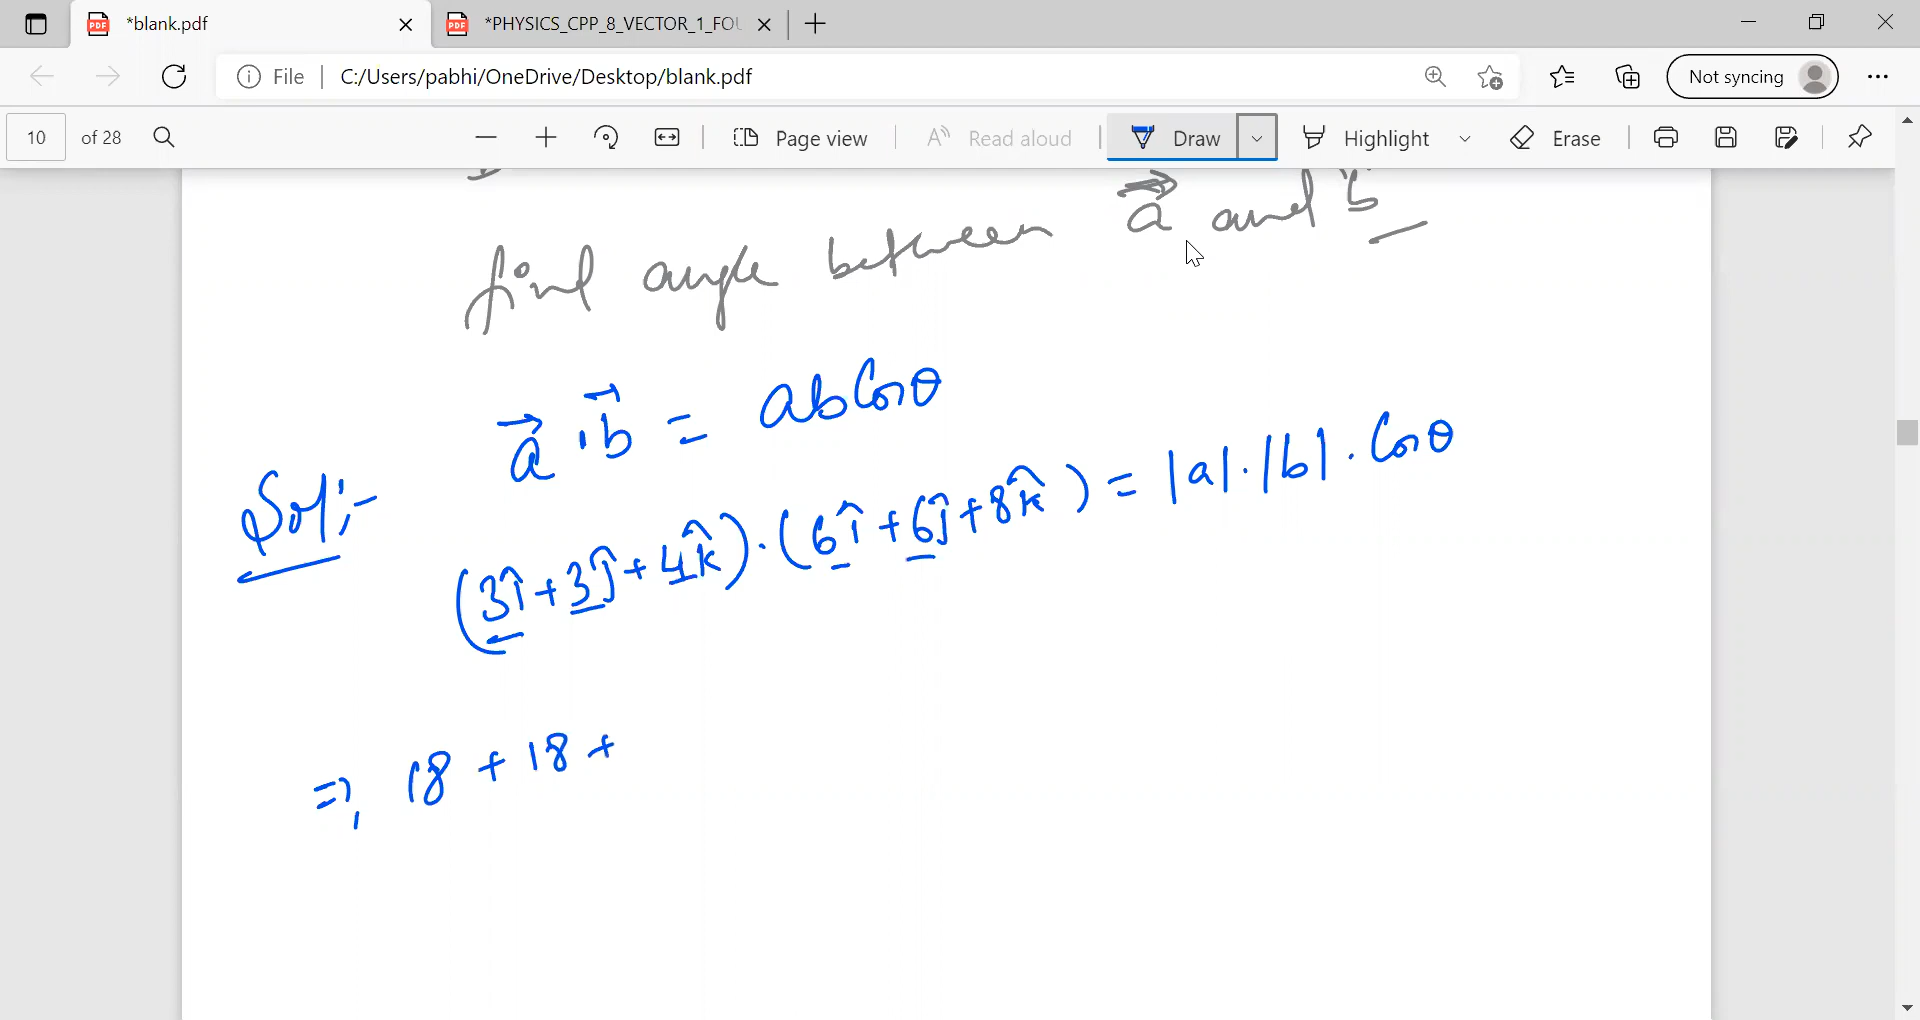 *blank.pdf
*PHYSICS_CPP_8_VECTOR_1_FOU
File
C:/Users/pabhi/OneDrive/Desktop/blank.pdf
Not syncing
10 of 28
Page view
Read aloud
Draw
Highlight
Erase
find angle between a⃗ and b
a⃗ . b⃗ = ab Cosθ
Sol:-
(3î + 3ĵ + 4k̂) . (6î + 6ĵ + 8k̂) = |a| . |b| . Cosθ
⇒, 18 + 18 +